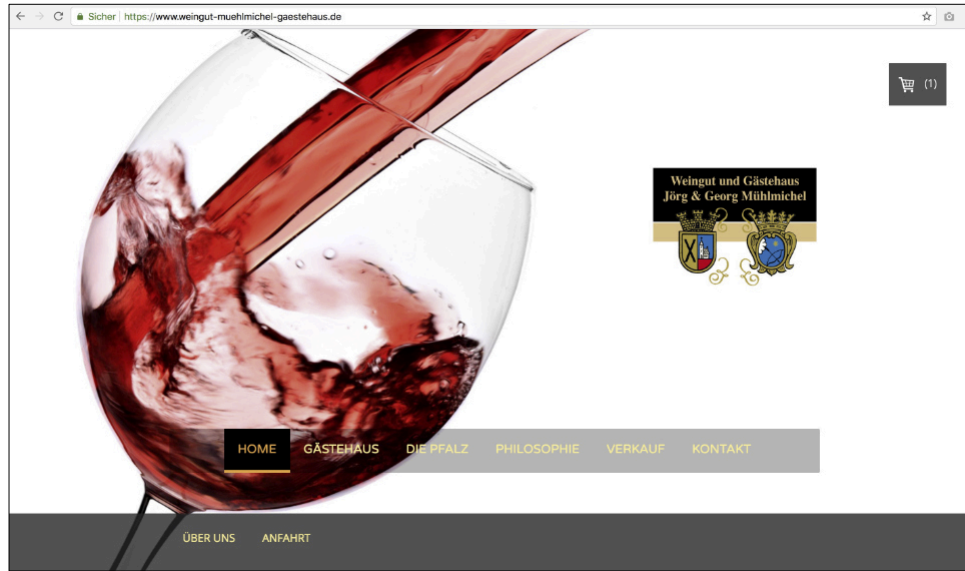 Sicher https://www.weingut-muehlmichel-gaestehaus.de
(1)
Weingut und Gästehaus
Jörg & Georg Mühlmichel
HOME GÄSTEHAUS DIE PFALZ PHILOSOPHIE VERKAUF KONTAKT
ÜBER UNS ANFAHRT